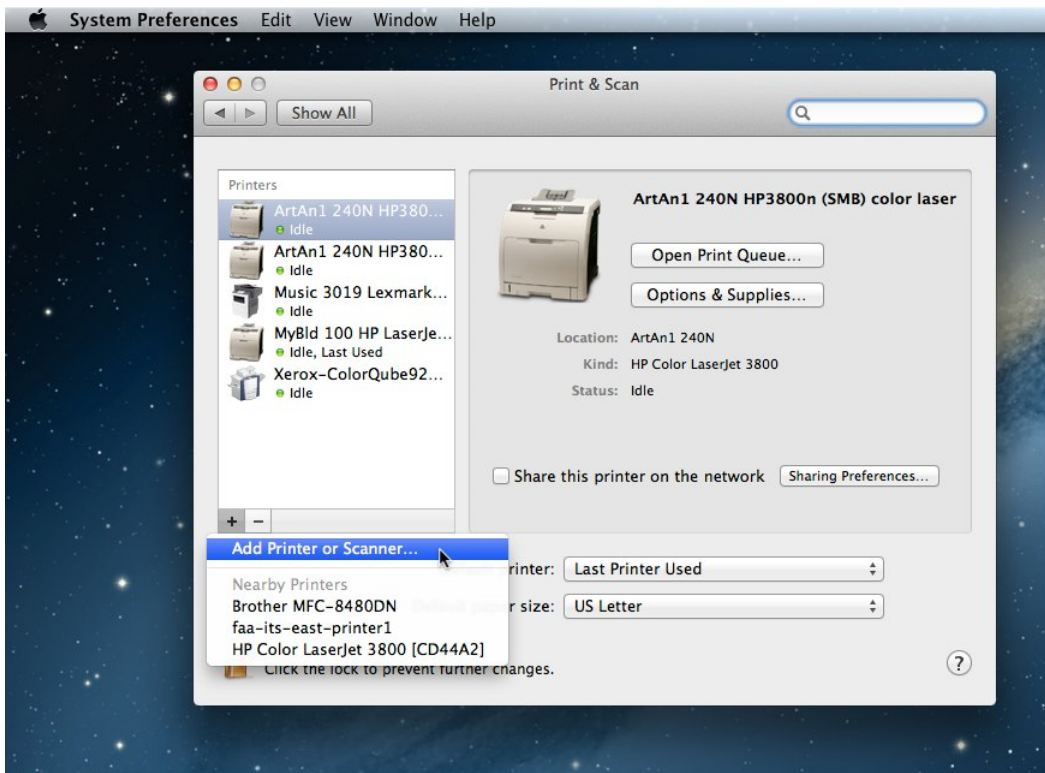 System Preferences Edit View Window Help
Print & Scan
Show All
Printers
ArtAn1 240N HP380...
Idle
ArtAn1 240N HP380...
Idle
Music 3019 Lexmark...
Idle
MyBld 100 HP LaserJe...
Idle, Last Used
Xerox-ColorQube92...
Idle
ArtAn1 240N HP3800n (SMB) color laser
Open Print Queue...
Options & Supplies...
Location: ArtAn1 240N
Kind: HP Color LaserJet 3800
Status: Idle
Share this printer on the network Sharing Preferences...
+ −
Add Printer or Scanner...
Nearby Printers
Brother MFC-8480DN
faa-its-east-printer1
HP Color LaserJet 3800 [CD44A2]
printer: Last Printer Used
size: US Letter
Click the lock to prevent further changes.
?